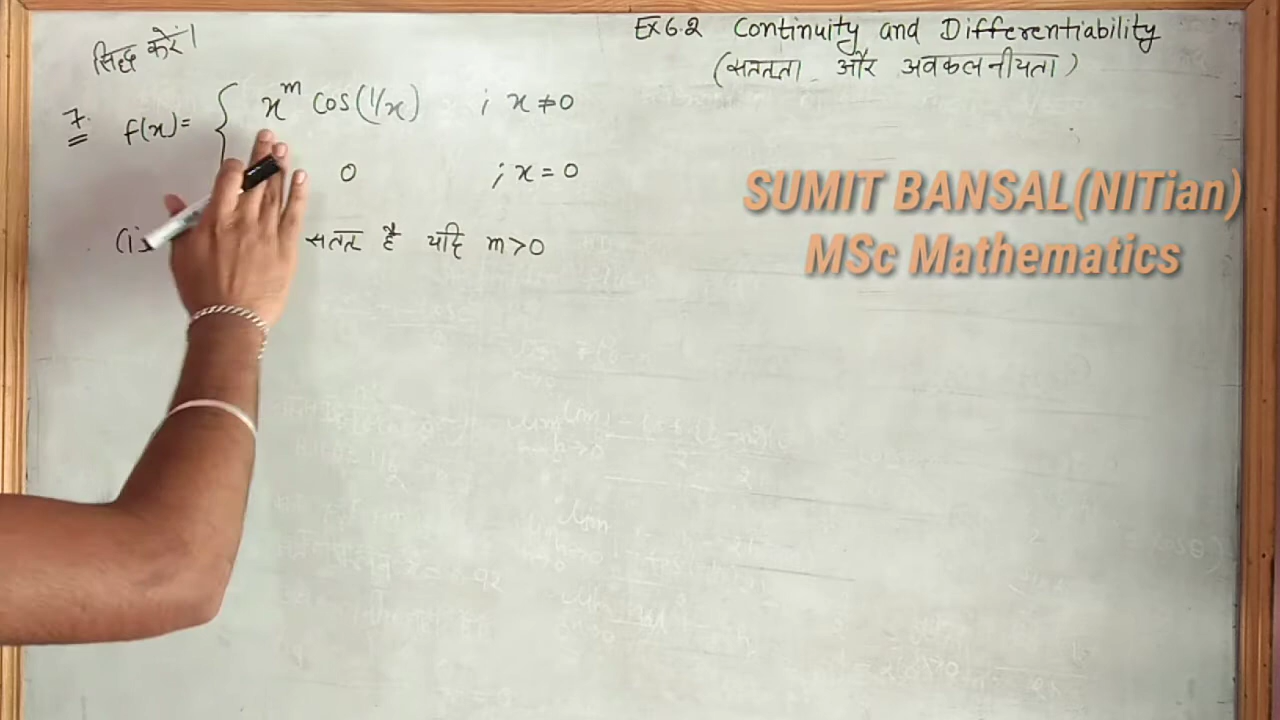 सिद्ध करें।
Ex 6.2 Continuity and Differentiability
(सततता और अवकलनीयता)
7. f(x)= { x^m cos(1/x) ; x ≠ 0
0 ; x = 0
(i) सतत है यदि m>0
SUMIT BANSAL(NITian)
MSc Mathematics